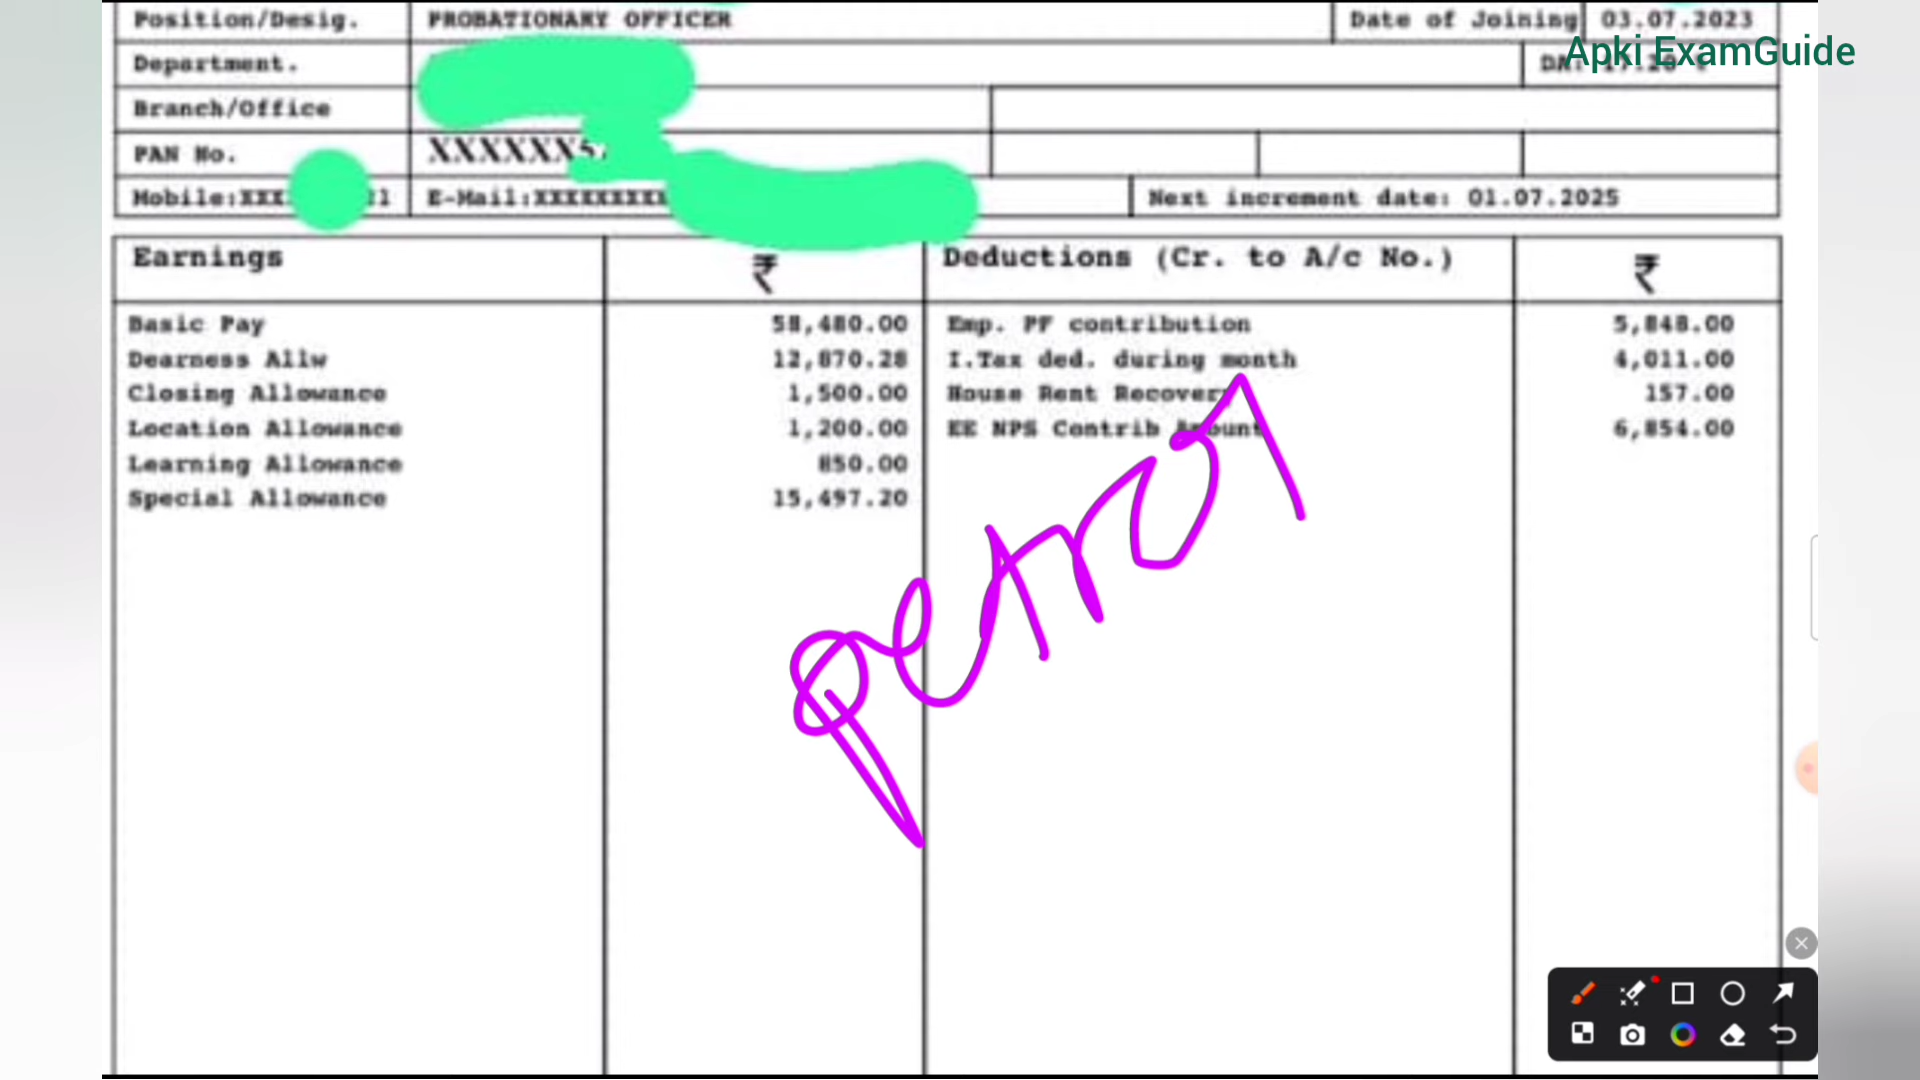 Position/Desig. PROBATIONARY OFFICER Date of Joining 03.07.2023
Apki ExamGuide
Department.
Branch/Office
PAN No. XXXXXX5
Mobile:XXX 1 E-Mail:XXXXXXXXX Next increment date: 01.07.2025
Earnings ₹ Deductions (Cr. to A/c No.) ₹
Basic Pay 58,480.00 Emp. PF contribution 5,848.00
Dearness Allw 12,870.28 I.Tax ded. during month 4,011.00
Closing Allowance 1,500.00 House Rent Recovery 157.00
Location Allowance 1,200.00 EE NPS Contrib Amount 6,854.00
Learning Allowance 850.00
Special Allowance 15,497.20
petrol